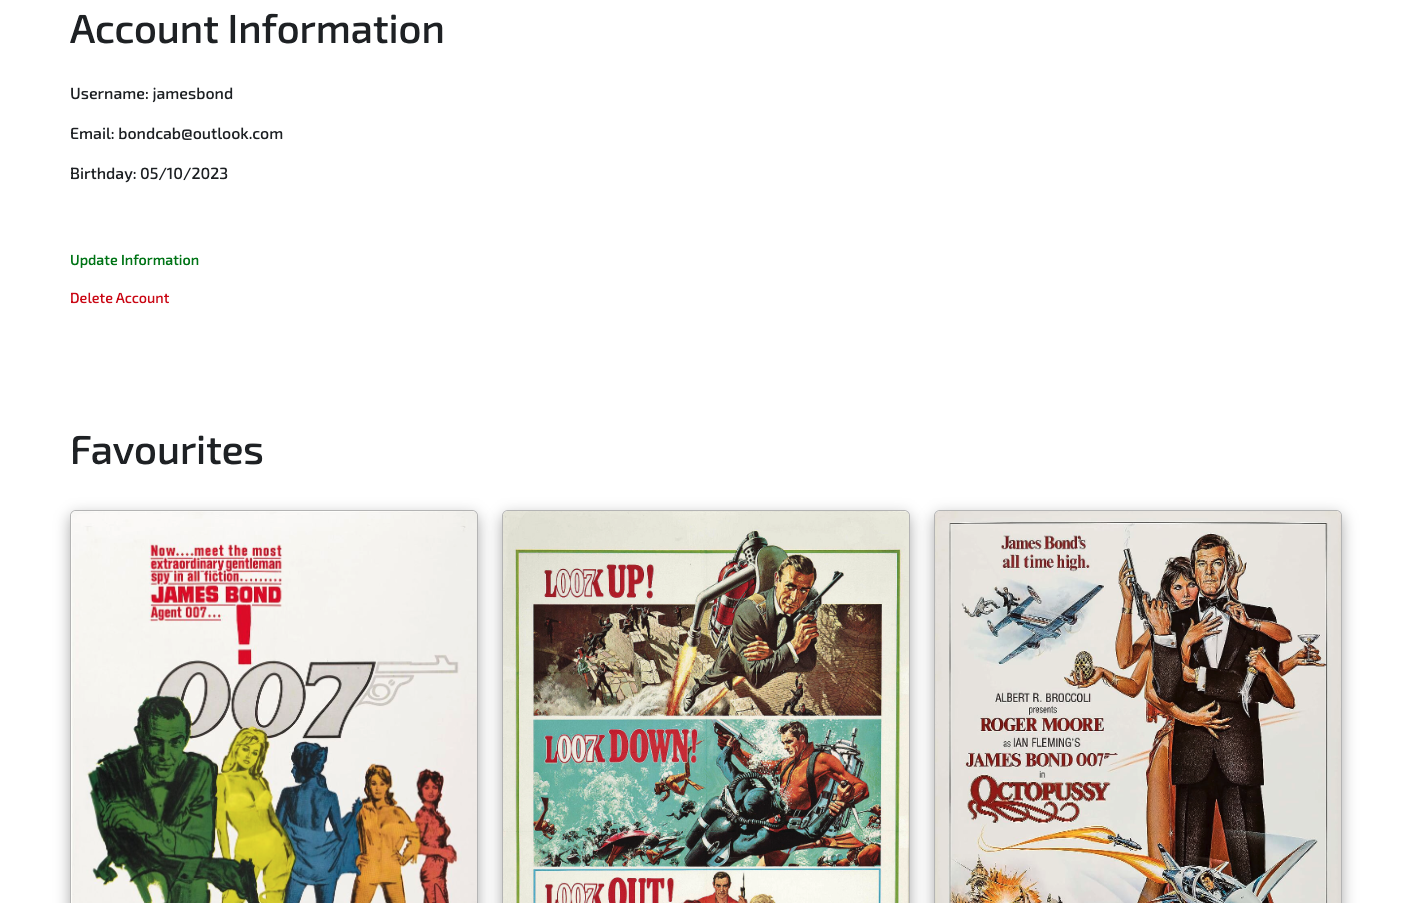 Account Information
Username: jamesbond
Email: bondcab@outlook.com
Birthday: 05/10/2023
Update Information
Delete Account
Favourites
Now....meet the most
extraordinary gentleman
spy in all fiction.........
JAMES BOND
Agent 007...
!
007
LOOK UP!
LOOK DOWN!
LOOK OUT!
James Bond's
all time high.
ALBERT R. BROCCOLI
presents
ROGER MOORE
as IAN FLEMING'S
JAMES BOND 007
in
OCTOPUSSY